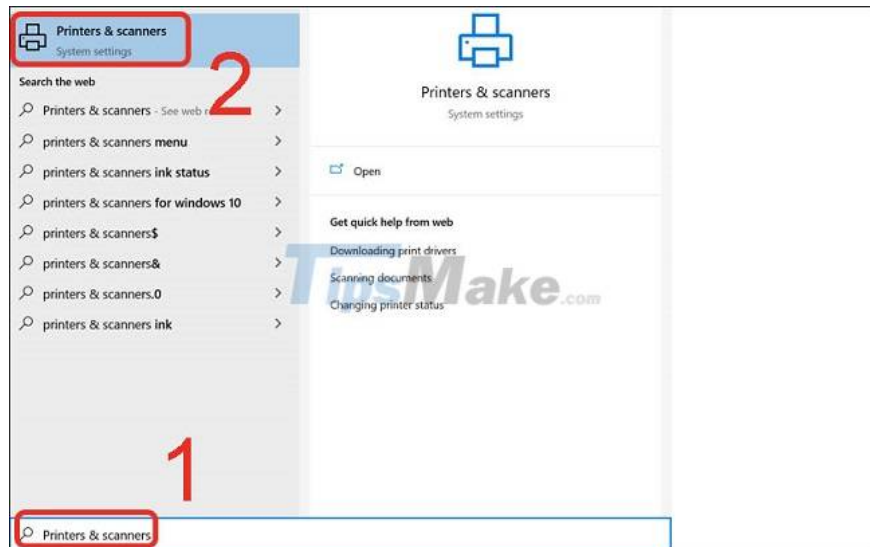 Printers & scanners
System settings
2
Search the web
Printers & scanners - See web r
printers & scanners menu
printers & scanners ink status
printers & scanners for windows 10
printers & scanners$
printers & scanners&
printers & scanners.0
printers & scanners ink
1
Printers & scanners
Printers & scanners
System settings
Open
Get quick help from web
Downloading print drivers
Scanning documents
Changing printer status
TipsMake.com